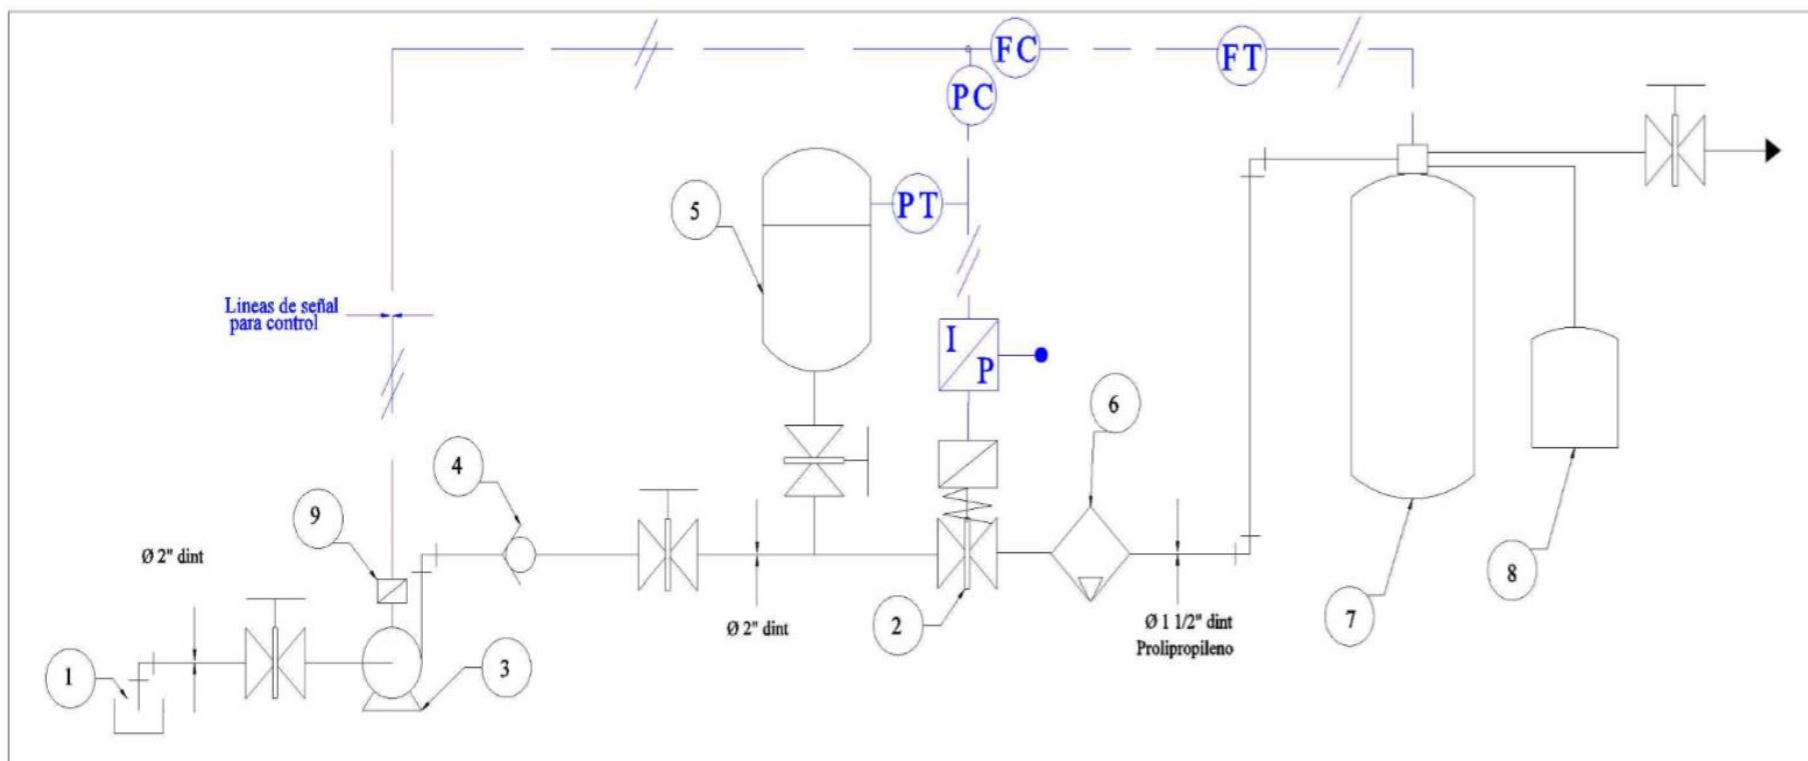 FC
FT
PC
PT
5
Lineas de señal
para control
I
P
6
4
9
Ø 2" dint
Ø 2" dint
2
Ø 1 1/2" dint
Prolipropileno
8
7
3
1